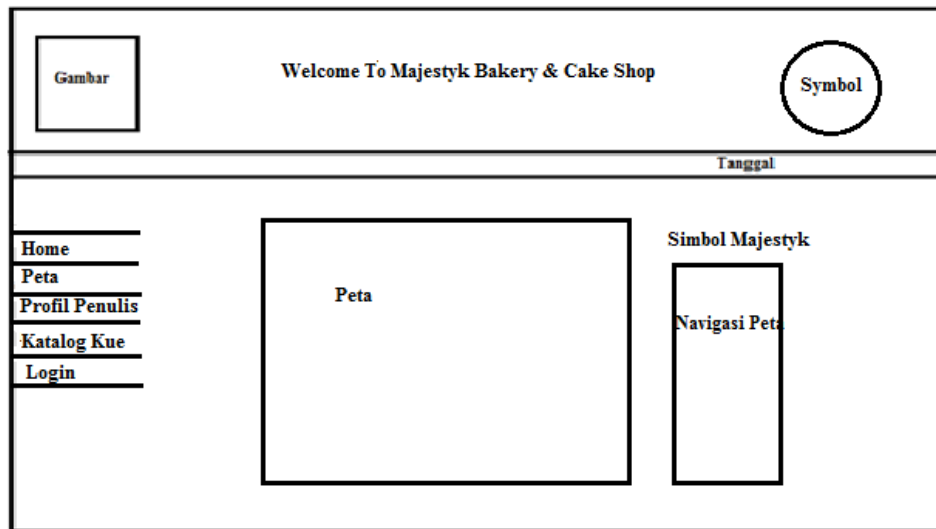 Gambar
Welcome To Majestyk Bakery & Cake Shop
Symbol
Tanggal
Home
Peta
Profil Penulis
Katalog Kue
Login
Peta
Simbol Majestyk
Navigasi Peta